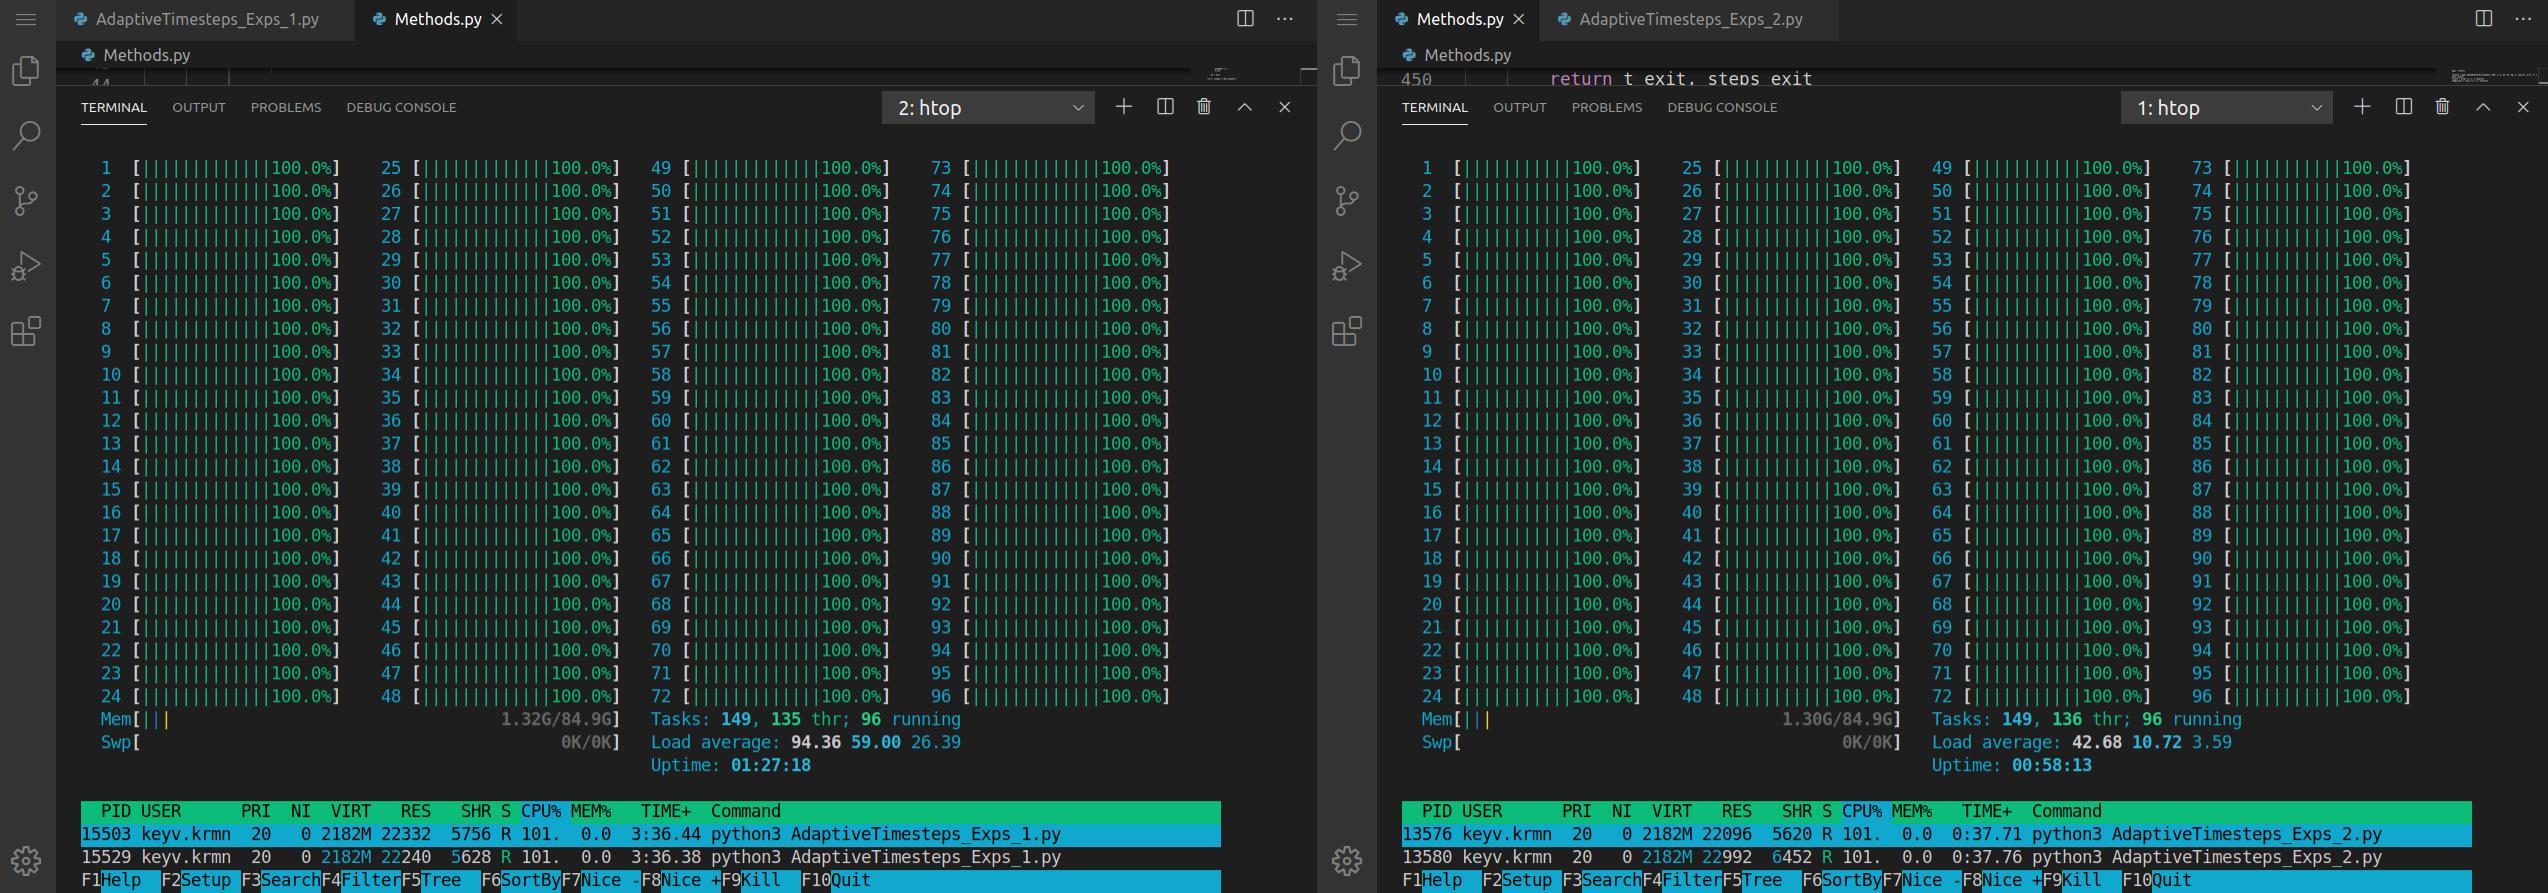 AdaptiveTimesteps_Exps_1.py Methods.py
Methods.py
44
TERMINAL OUTPUT PROBLEMS DEBUG CONSOLE 2: htop
1 [100.0%] 25 [100.0%] 49 [100.0%] 73 [100.0%]
2 [100.0%] 26 [100.0%] 50 [100.0%] 74 [100.0%]
3 [100.0%] 27 [100.0%] 51 [100.0%] 75 [100.0%]
4 [100.0%] 28 [100.0%] 52 [100.0%] 76 [100.0%]
5 [100.0%] 29 [100.0%] 53 [100.0%] 77 [100.0%]
6 [100.0%] 30 [100.0%] 54 [100.0%] 78 [100.0%]
7 [100.0%] 31 [100.0%] 55 [100.0%] 79 [100.0%]
8 [100.0%] 32 [100.0%] 56 [100.0%] 80 [100.0%]
9 [100.0%] 33 [100.0%] 57 [100.0%] 81 [100.0%]
10 [100.0%] 34 [100.0%] 58 [100.0%] 82 [100.0%]
11 [100.0%] 35 [100.0%] 59 [100.0%] 83 [100.0%]
12 [100.0%] 36 [100.0%] 60 [100.0%] 84 [100.0%]
13 [100.0%] 37 [100.0%] 61 [100.0%] 85 [100.0%]
14 [100.0%] 38 [100.0%] 62 [100.0%] 86 [100.0%]
15 [100.0%] 39 [100.0%] 63 [100.0%] 87 [100.0%]
16 [100.0%] 40 [100.0%] 64 [100.0%] 88 [100.0%]
17 [100.0%] 41 [100.0%] 65 [100.0%] 89 [100.0%]
18 [100.0%] 42 [100.0%] 66 [100.0%] 90 [100.0%]
19 [100.0%] 43 [100.0%] 67 [100.0%] 91 [100.0%]
20 [100.0%] 44 [100.0%] 68 [100.0%] 92 [100.0%]
21 [100.0%] 45 [100.0%] 69 [100.0%] 93 [100.0%]
22 [100.0%] 46 [100.0%] 70 [100.0%] 94 [100.0%]
23 [100.0%] 47 [100.0%] 71 [100.0%] 95 [100.0%]
24 [100.0%] 48 [100.0%] 72 [100.0%] 96 [100.0%]
Mem[||| 1.32G/84.9G] Tasks: 149, 135 thr; 96 running
Swp[ 0K/0K] Load average: 94.36 59.00 26.39
Uptime: 01:27:18
PID USER PRI NI VIRT RES SHR S CPU% MEM% TIME+ Command
15503 keyv.krmn 20 0 2182M 22332 5756 R 101. 0.0 3:36.44 python3 AdaptiveTimesteps_Exps_1.py
15529 keyv.krmn 20 0 2182M 22240 5628 R 101. 0.0 3:36.38 python3 AdaptiveTimesteps_Exps_1.py
F1Help F2Setup F3SearchF4FilterF5Tree F6SortByF7Nice -F8Nice +F9Kill F10Quit
Methods.py AdaptiveTimesteps_Exps_2.py
Methods.py
450 return t_exit, steps_exit
TERMINAL OUTPUT PROBLEMS DEBUG CONSOLE 1: htop
1 [100.0%] 25 [100.0%] 49 [100.0%] 73 [100.0%]
2 [100.0%] 26 [100.0%] 50 [100.0%] 74 [100.0%]
3 [100.0%] 27 [100.0%] 51 [100.0%] 75 [100.0%]
4 [100.0%] 28 [100.0%] 52 [100.0%] 76 [100.0%]
5 [100.0%] 29 [100.0%] 53 [100.0%] 77 [100.0%]
6 [100.0%] 30 [100.0%] 54 [100.0%] 78 [100.0%]
7 [100.0%] 31 [100.0%] 55 [100.0%] 79 [100.0%]
8 [100.0%] 32 [100.0%] 56 [100.0%] 80 [100.0%]
9 [100.0%] 33 [100.0%] 57 [100.0%] 81 [100.0%]
10 [100.0%] 34 [100.0%] 58 [100.0%] 82 [100.0%]
11 [100.0%] 35 [100.0%] 59 [100.0%] 83 [100.0%]
12 [100.0%] 36 [100.0%] 60 [100.0%] 84 [100.0%]
13 [100.0%] 37 [100.0%] 61 [100.0%] 85 [100.0%]
14 [100.0%] 38 [100.0%] 62 [100.0%] 86 [100.0%]
15 [100.0%] 39 [100.0%] 63 [100.0%] 87 [100.0%]
16 [100.0%] 40 [100.0%] 64 [100.0%] 88 [100.0%]
17 [100.0%] 41 [100.0%] 65 [100.0%] 89 [100.0%]
18 [100.0%] 42 [100.0%] 66 [100.0%] 90 [100.0%]
19 [100.0%] 43 [100.0%] 67 [100.0%] 91 [100.0%]
20 [100.0%] 44 [100.0%] 68 [100.0%] 92 [100.0%]
21 [100.0%] 45 [100.0%] 69 [100.0%] 93 [100.0%]
22 [100.0%] 46 [100.0%] 70 [100.0%] 94 [100.0%]
23 [100.0%] 47 [100.0%] 71 [100.0%] 95 [100.0%]
24 [100.0%] 48 [100.0%] 72 [100.0%] 96 [100.0%]
Mem[||| 1.30G/84.9G] Tasks: 149, 136 thr; 96 running
Swp[ 0K/0K] Load average: 42.68 10.72 3.59
Uptime: 00:58:13
PID USER PRI NI VIRT RES SHR S CPU% MEM% TIME+ Command
13576 keyv.krmn 20 0 2182M 22096 5620 R 101. 0.0 0:37.71 python3 AdaptiveTimesteps_Exps_2.py
13580 keyv.krmn 20 0 2182M 22992 6452 R 101. 0.0 0:37.76 python3 AdaptiveTimesteps_Exps_2.py
F1Help F2Setup F3SearchF4FilterF5Tree F6SortByF7Nice -F8Nice +F9Kill F10Quit